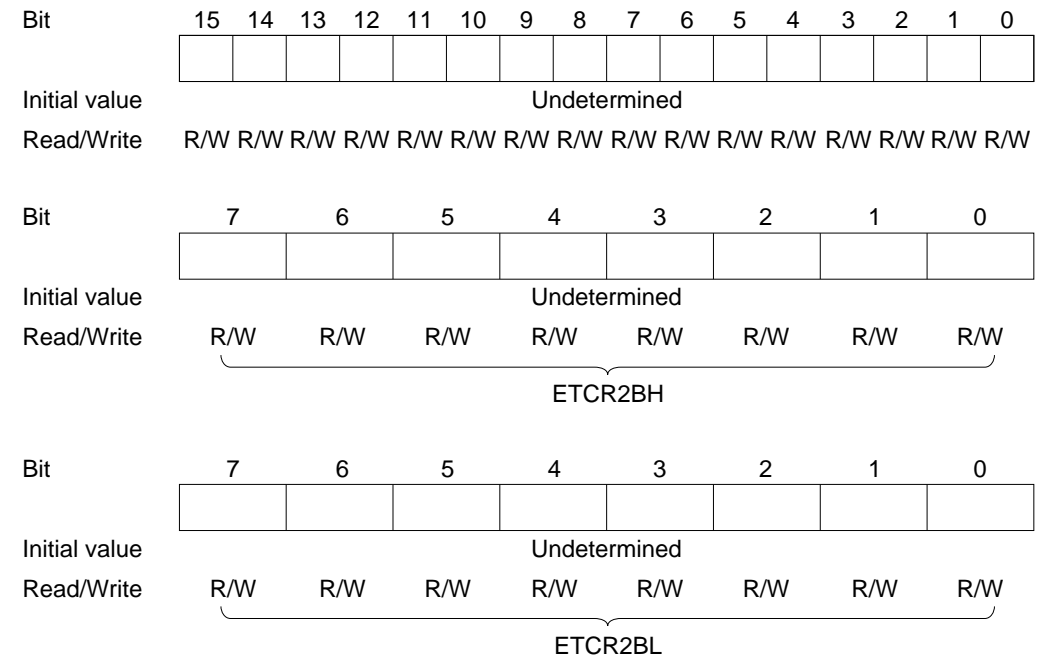 Bit 15 14 13 12 11 10 9 8 7 6 5 4 3 2 1 0
Initial value Undetermined
Read/Write R/W R/W R/W R/W R/W R/W R/W R/W R/W R/W R/W R/W R/W R/W R/W R/W
Bit 7 6 5 4 3 2 1 0
Initial value Undetermined
Read/Write R/W R/W R/W R/W R/W R/W R/W R/W
ETCR2BH
Bit 7 6 5 4 3 2 1 0
Initial value Undetermined
Read/Write R/W R/W R/W R/W R/W R/W R/W R/W
ETCR2BL